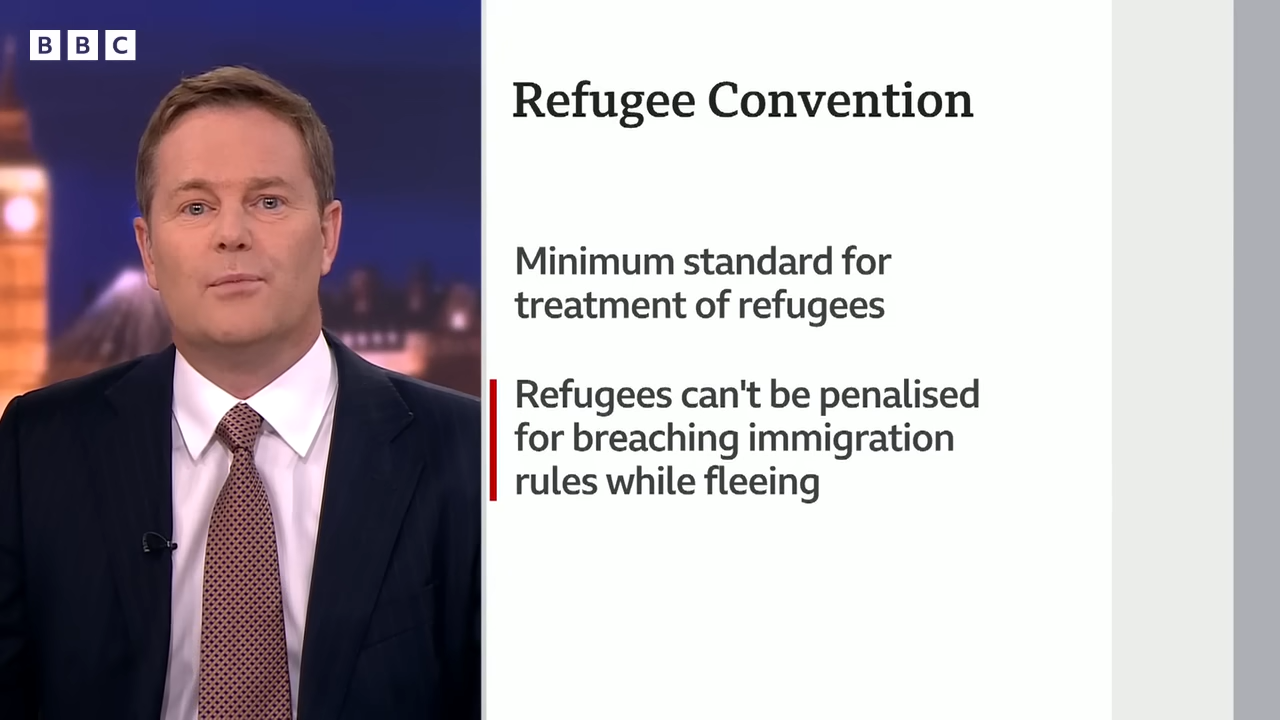 BBC
Refugee Convention
Minimum standard for
treatment of refugees
Refugees can't be penalised
for breaching immigration
rules while fleeing